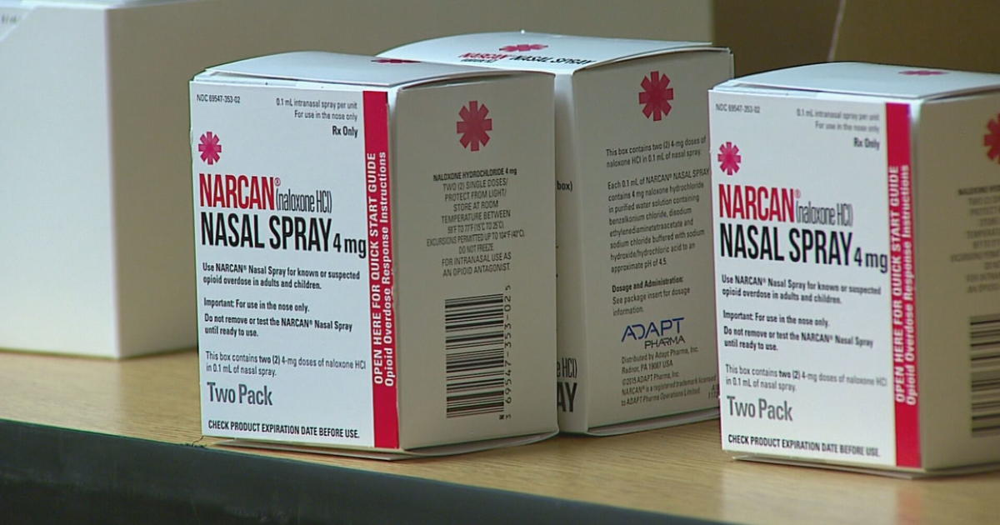 NDC 69547-353-02
0.1 mL intranasal spray per unit
For use in the nose only
Rx Only
NARCAN® (naloxone HCl)
NASAL SPRAY 4 mg
Use NARCAN® Nasal Spray for known or suspected
opioid overdose in adults and children.
Important: For use in the nose only.
Do not remove or test the NARCAN® Nasal Spray
until ready to use.
This box contains two (2) 4-mg doses of naloxone HCl
in 0.1 mL of nasal spray.
Two Pack
CHECK PRODUCT EXPIRATION DATE BEFORE USE.
OPEN HERE FOR QUICK START GUIDE
Opioid Overdose Response Instructions
NALOXONE HYDROCHLORIDE 4 mg
TWO (2) SINGLE DOSES/
PROTECT FROM LIGHT/
STORE AT ROOM
TEMPERATURE BETWEEN
59°F TO 77°F (15°C TO 25°C).
EXCURSIONS PERMITTED UP TO 104°F (40°C).
DO NOT FREEZE
FOR INTRANASAL USE AS
AN OPIOID ANTAGONIST.
3 69547-353-02 5
NARCAN® NASAL SPRAY
box)
HCl)
AY
This box contains two (2) 4-mg doses of
naloxone HCl in 0.1 mL of nasal spray.
Each 0.1 mL of NARCAN® NASAL SPRAY
contains 4 mg naloxone hydrochloride
in purified water solution containing
benzalkonium chloride, disodium
ethylenediaminetetraacetate and
sodium chloride buffered with sodium
hydroxide/hydrochloric acid to an
approximate pH of 4.5.
Dosage and Administration:
See package insert for dosage
information.
ADAPT
PHARMA
Distributed by Adapt Pharma, Inc.
Radnor, PA 19087 USA
©2015 ADAPT Pharma, Inc.
NARCAN® is a registered trademark licensed
to ADAPT Pharma Operations Limited.
NDC 69547-353-02
0.1 mL intranasal spray per unit
For use in the nose only
Rx Only
NARCAN® (naloxone HCl)
NASAL SPRAY 4 mg
Use NARCAN® Nasal Spray for known or suspected
opioid overdose in adults and children.
Important: For use in the nose only.
Do not remove or test the NARCAN® Nasal Spray
until ready to use.
This box contains two (2) 4-mg doses of naloxone HCl
in 0.1 mL of nasal spray.
Two Pack
CHECK PRODUCT EXPIRATION DATE BEFORE USE.
OPEN HERE FOR QUICK START GUIDE
Opioid Overdose Response Instructions